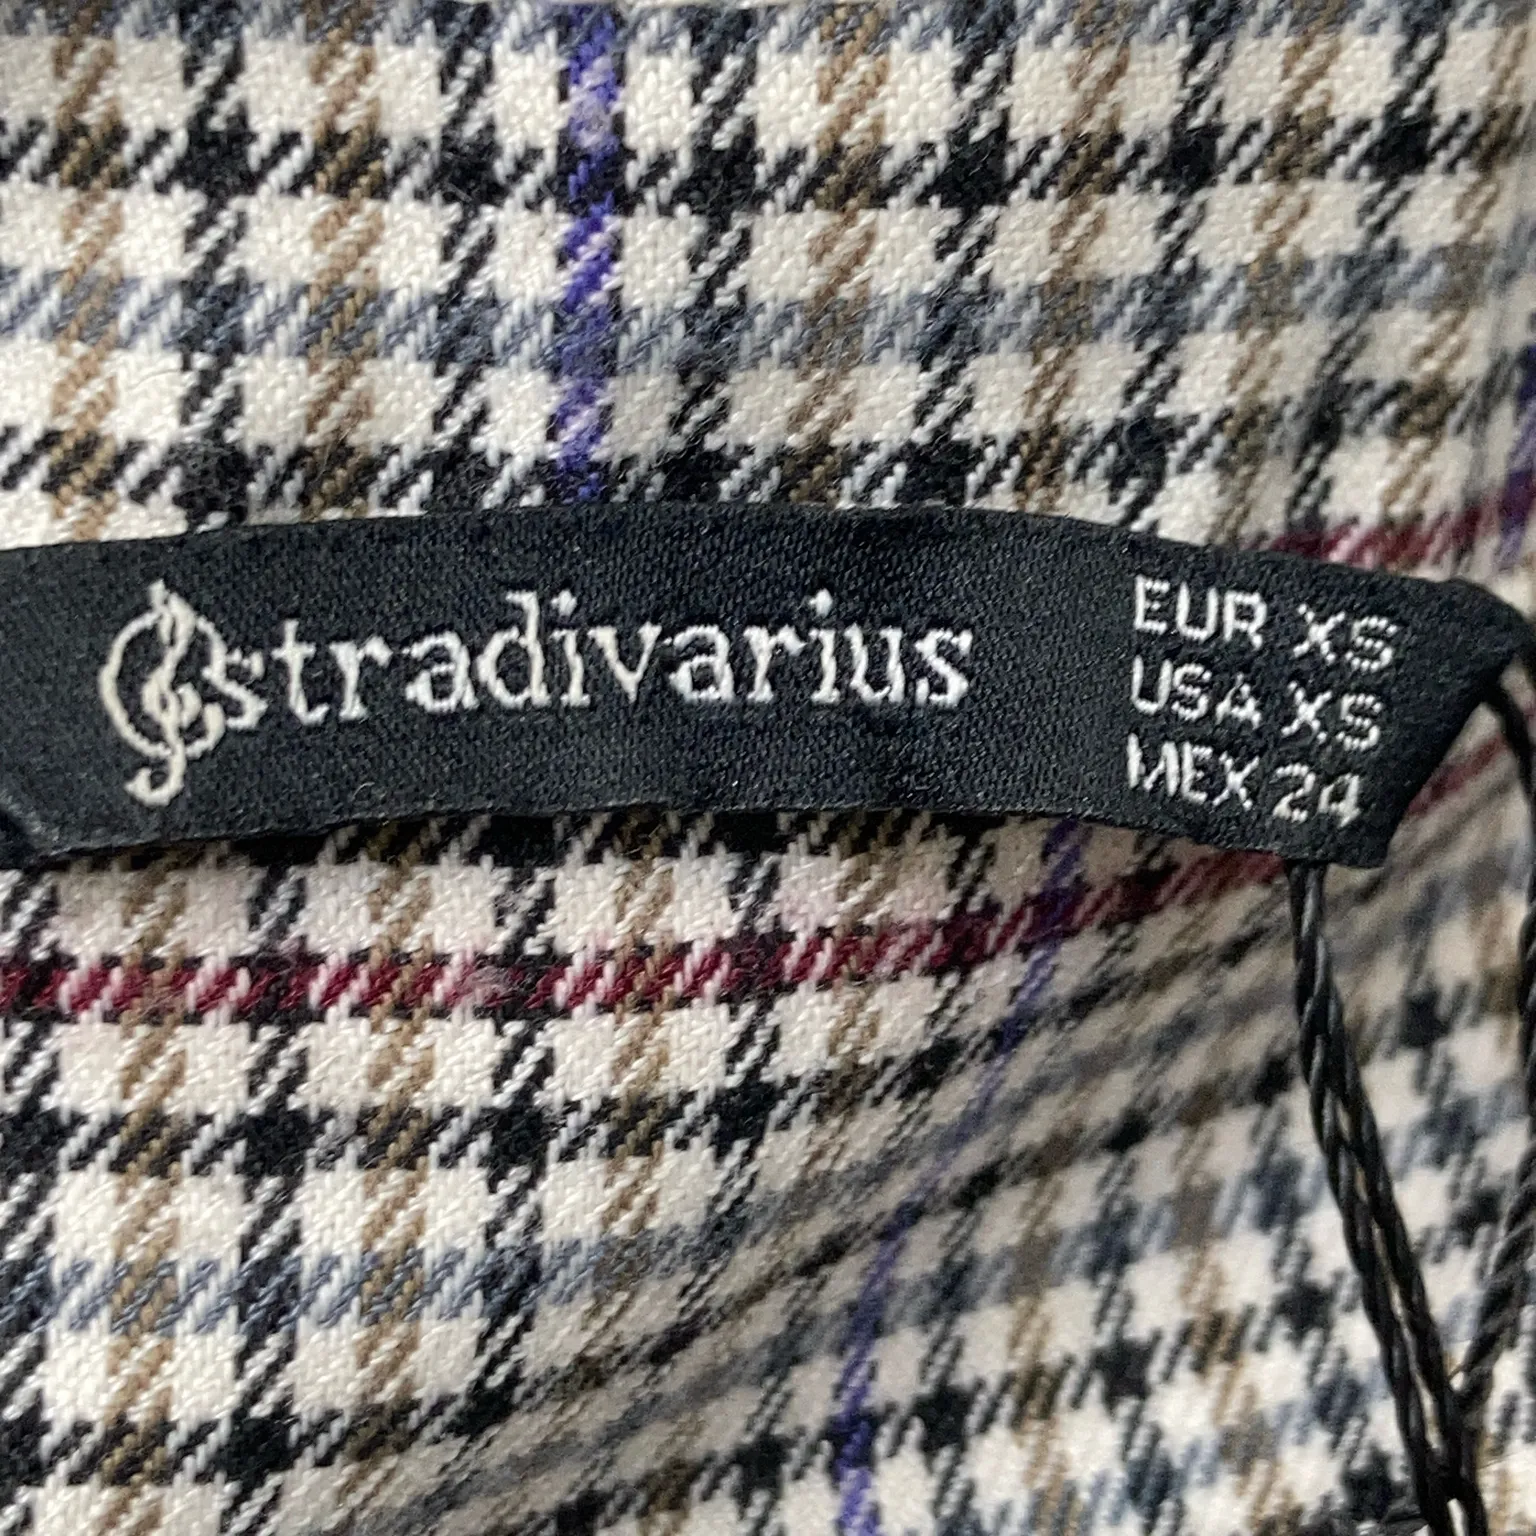 stradivarius
EUR XS
USA XS
MEX 24